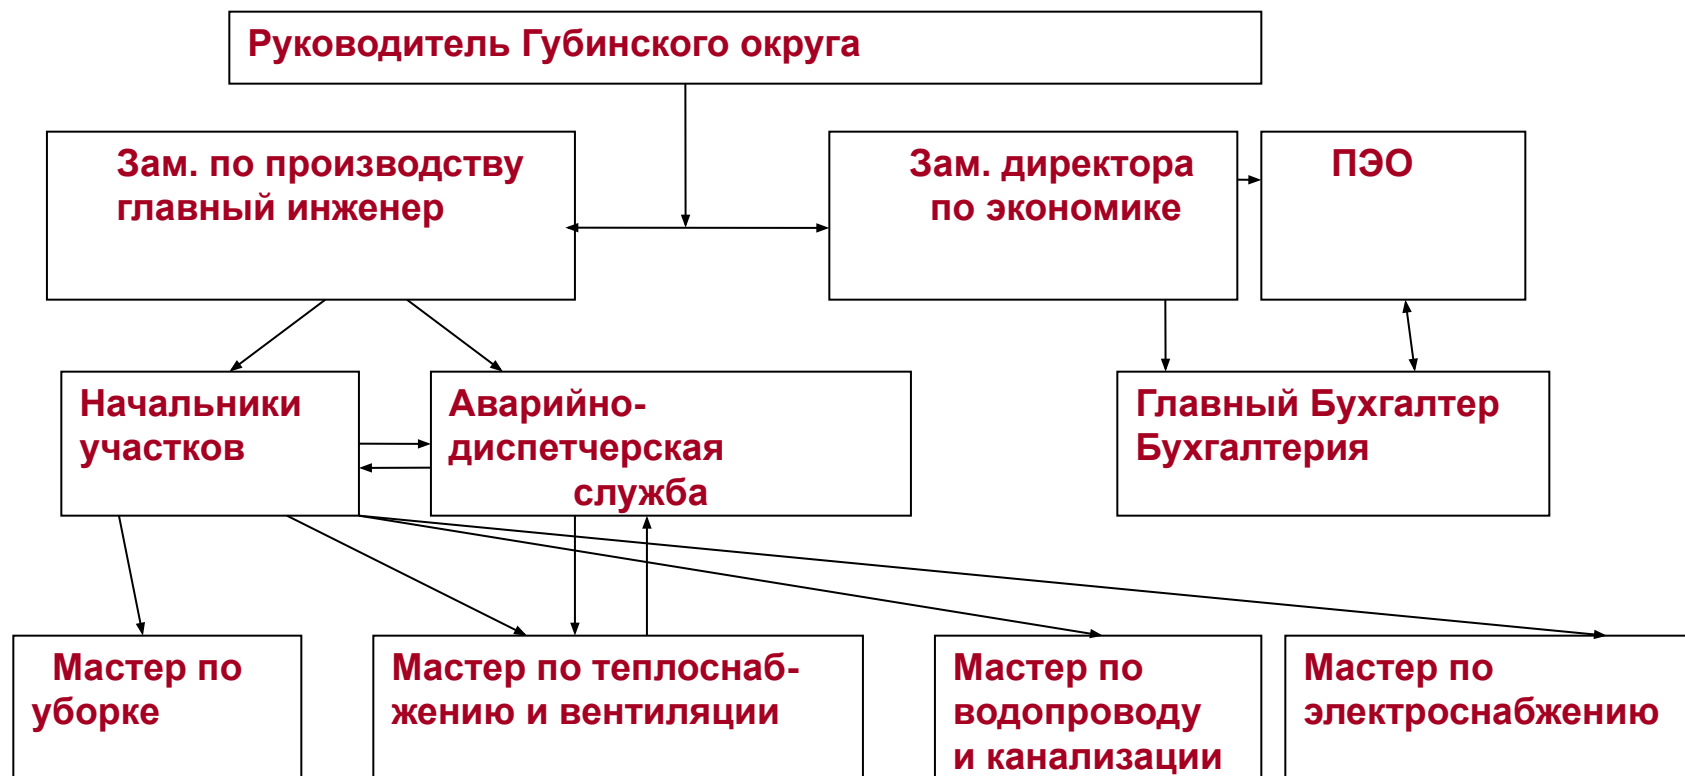 Руководитель Губинского округа
Зам. по производству
главный инженер
Зам. директора
по экономике
ПЭО
Начальники
участков
Аварийно-
диспетчерская
служба
Главный Бухгалтер
Бухгалтерия
Мастер по
уборке
Мастер по теплоснаб-
жению и вентиляции
Мастер по
водопроводу
и канализации
Мастер по
электроснабжению